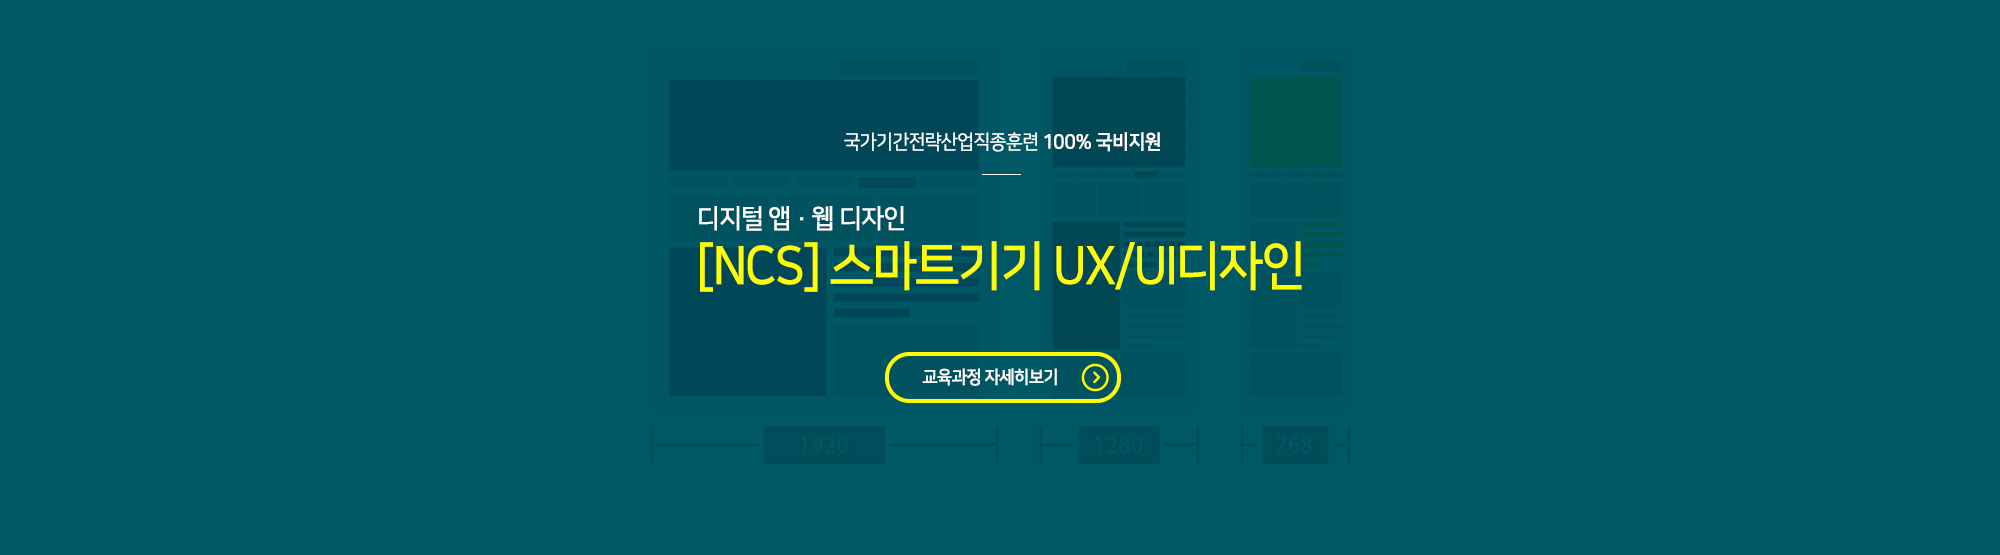 국가기간전략산업직종훈련 100% 국비지원
디지털 앱 · 웹 디자인
[NCS] 스마트기기 UX/UI디자인
교육과정 자세히보기
1920
1280
768